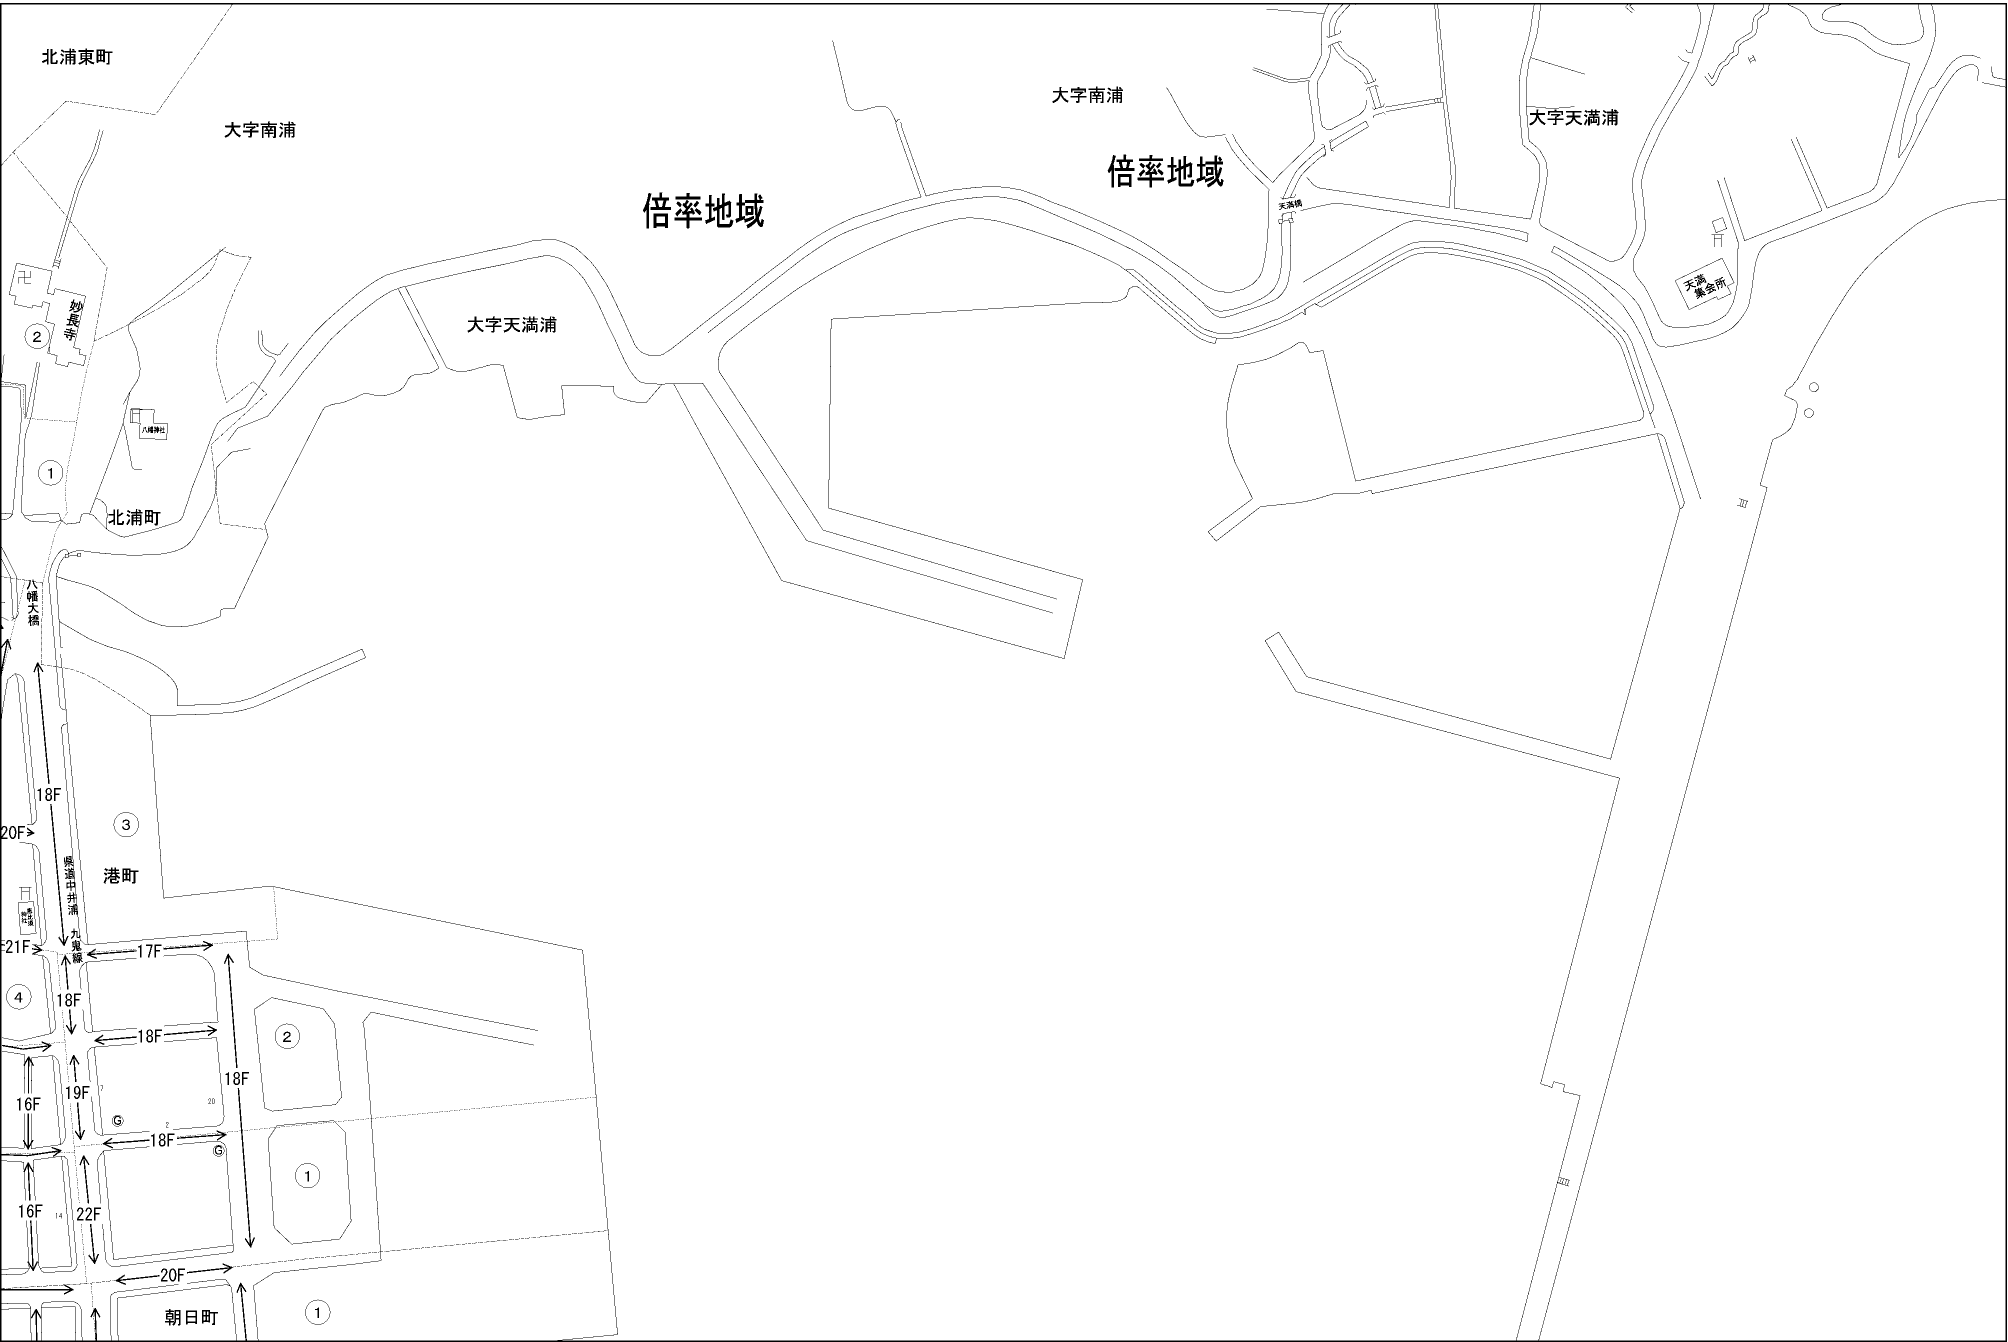 北浦東町
大字南浦
大字南浦
大字天満浦
倍率地域
倍率地域
天満橋
天満
集会所
妙長寺
2
大字天満浦
八幡神社
1
北浦町
八幡大橋
18F
20F
3
県道中井浦
九鬼線
港町
21F
17F
4
18F
18F
2
18F
19F
16F
7
20
G
2
18F
G
1
16F
14
22F
20F
朝日町
1